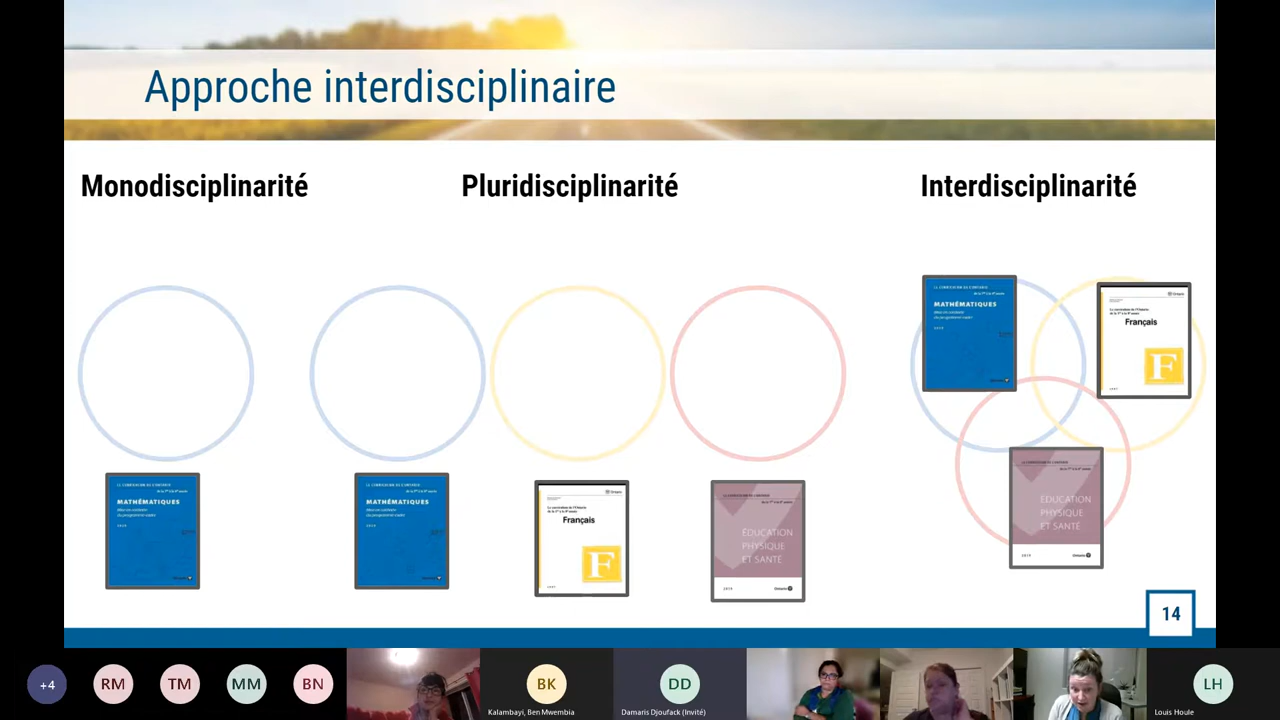 Approche interdisciplinaire
Monodisciplinarité
Pluridisciplinarité
Interdisciplinarité
MATHÉMATIQUES
Français
F
ÉDUCATION
PHYSIQUE
ET SANTÉ
MATHÉMATIQUES
MATHÉMATIQUES
Français
F
ÉDUCATION
PHYSIQUE
ET SANTÉ
14
+4
RM
TM
MM
BN
BK
Kalambayi, Ben Mwembia
DD
Damaris Djoufack (Invité)
LH
Louis Houle